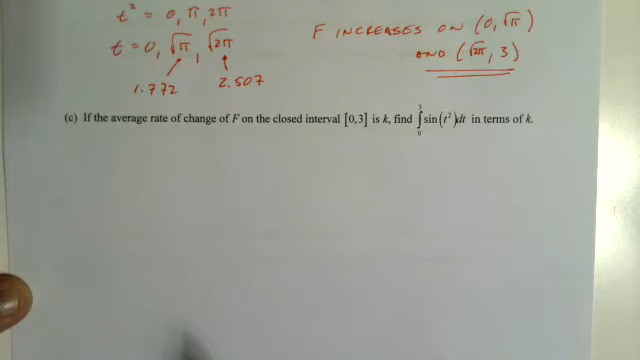 t² = 0, π, 2π
t = 0, √π, √2π
1.772 2.507
F INCREASES ON (0, √π)
AND (√2π, 3)
(c) If the average rate of change of F on the closed interval [0,3] is k, find ∫₀³ sin(t²)dt in terms of k.